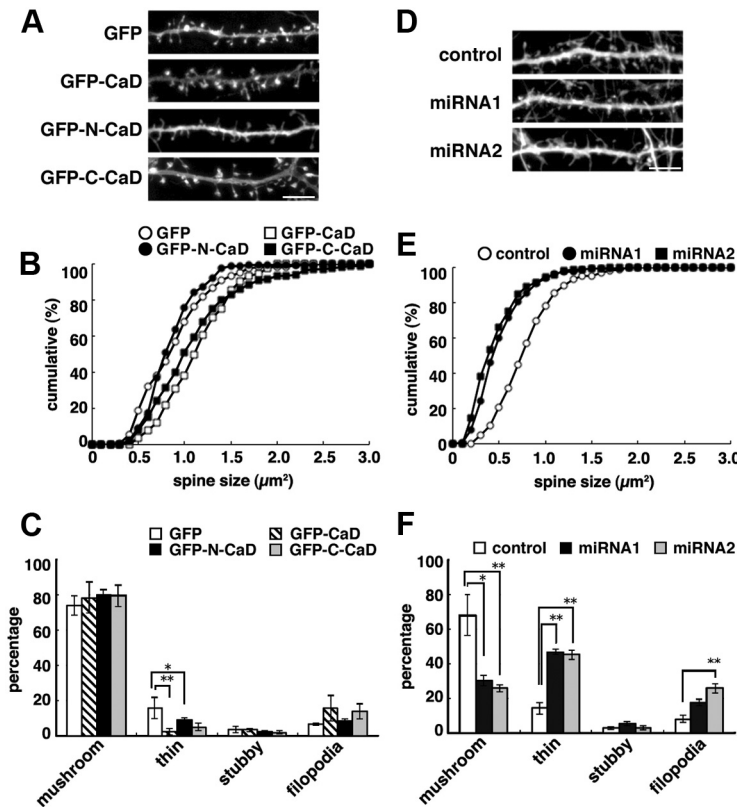 A
GFP
GFP-CaD
GFP-N-CaD
GFP-C-CaD
D
control
miRNA1
miRNA2
B
GFP GFP-CaD
GFP-N-CaD GFP-C-CaD
cumulative (%)
100
80
60
40
20
0
0 0.5 1.0 1.5 2.0 2.5 3.0
spine size (µm²)
E
control miRNA1 miRNA2
cumulative (%)
100
80
60
40
20
0
0 0.5 1.0 1.5 2.0 2.5 3.0
spine size (µm²)
C
GFP GFP-CaD
GFP-N-CaD GFP-C-CaD
percentage
100
80
60
40
20
0
*
**
mushroom thin stubby filopodia
F
control miRNA1 miRNA2
percentage
100
80
60
40
20
0
**
*
**
**
**
mushroom thin stubby filopodia